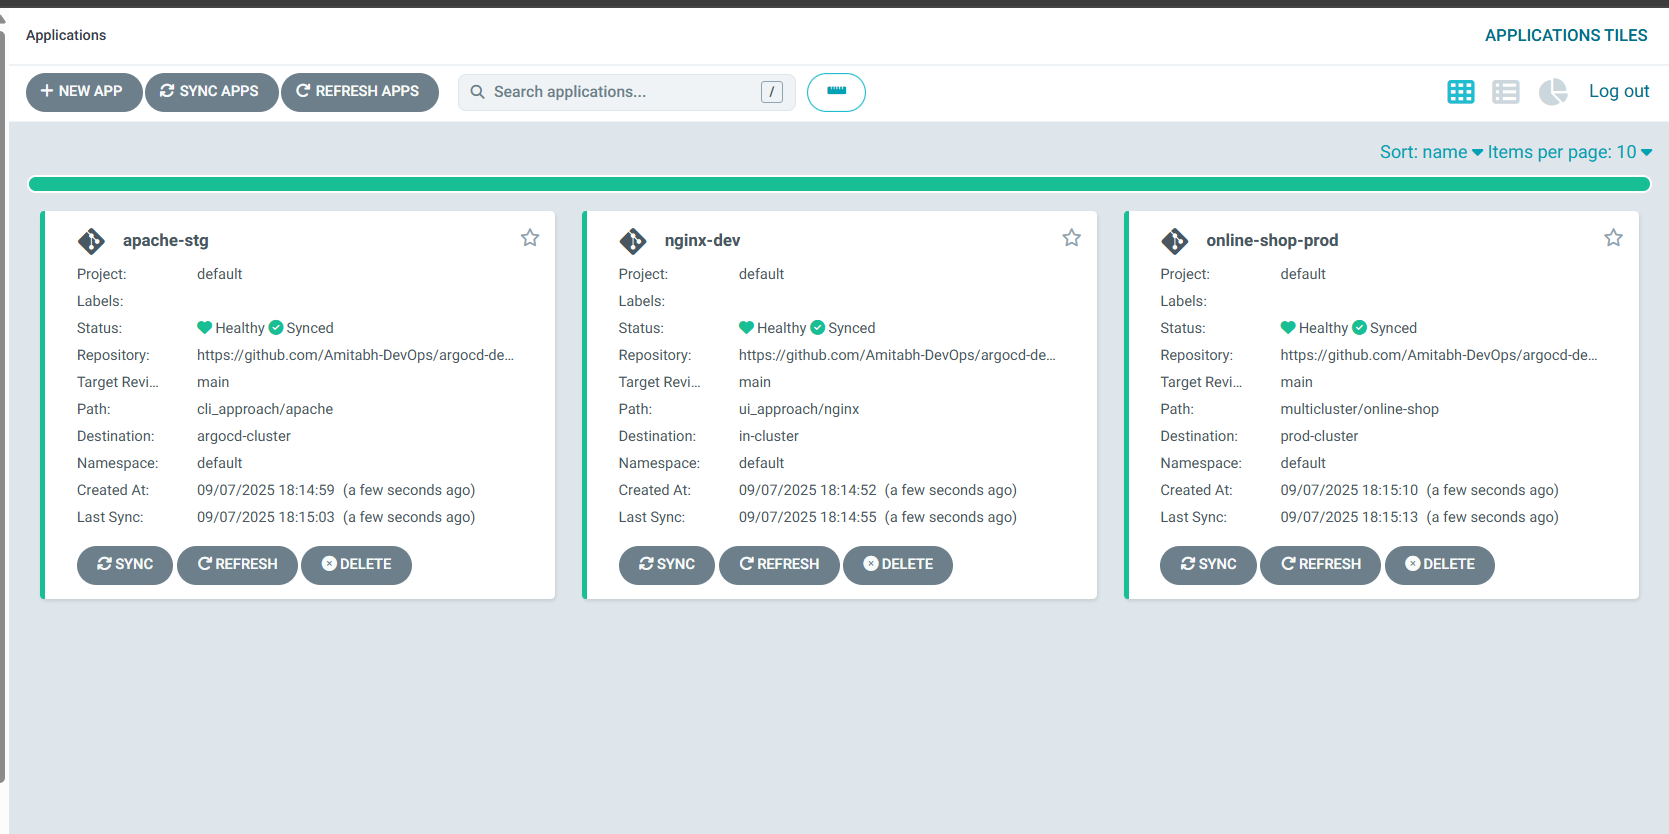 Applications
APPLICATIONS TILES
NEW APP
SYNC APPS
REFRESH APPS
Search applications...
/
Log out
Sort: name
Items per page: 10
apache-stg
Project: default
Labels:
Status: Healthy Synced
Repository: https://github.com/Amitabh-DevOps/argocd-de...
Target Revi... main
Path: cli_approach/apache
Destination: argocd-cluster
Namespace: default
Created At: 09/07/2025 18:14:59 (a few seconds ago)
Last Sync: 09/07/2025 18:15:03 (a few seconds ago)
SYNC REFRESH DELETE
nginx-dev
Project: default
Labels:
Status: Healthy Synced
Repository: https://github.com/Amitabh-DevOps/argocd-de...
Target Revi... main
Path: ui_approach/nginx
Destination: in-cluster
Namespace: default
Created At: 09/07/2025 18:14:52 (a few seconds ago)
Last Sync: 09/07/2025 18:14:55 (a few seconds ago)
SYNC REFRESH DELETE
online-shop-prod
Project: default
Labels:
Status: Healthy Synced
Repository: https://github.com/Amitabh-DevOps/argocd-de...
Target Revi... main
Path: multicluster/online-shop
Destination: prod-cluster
Namespace: default
Created At: 09/07/2025 18:15:10 (a few seconds ago)
Last Sync: 09/07/2025 18:15:13 (a few seconds ago)
SYNC REFRESH DELETE